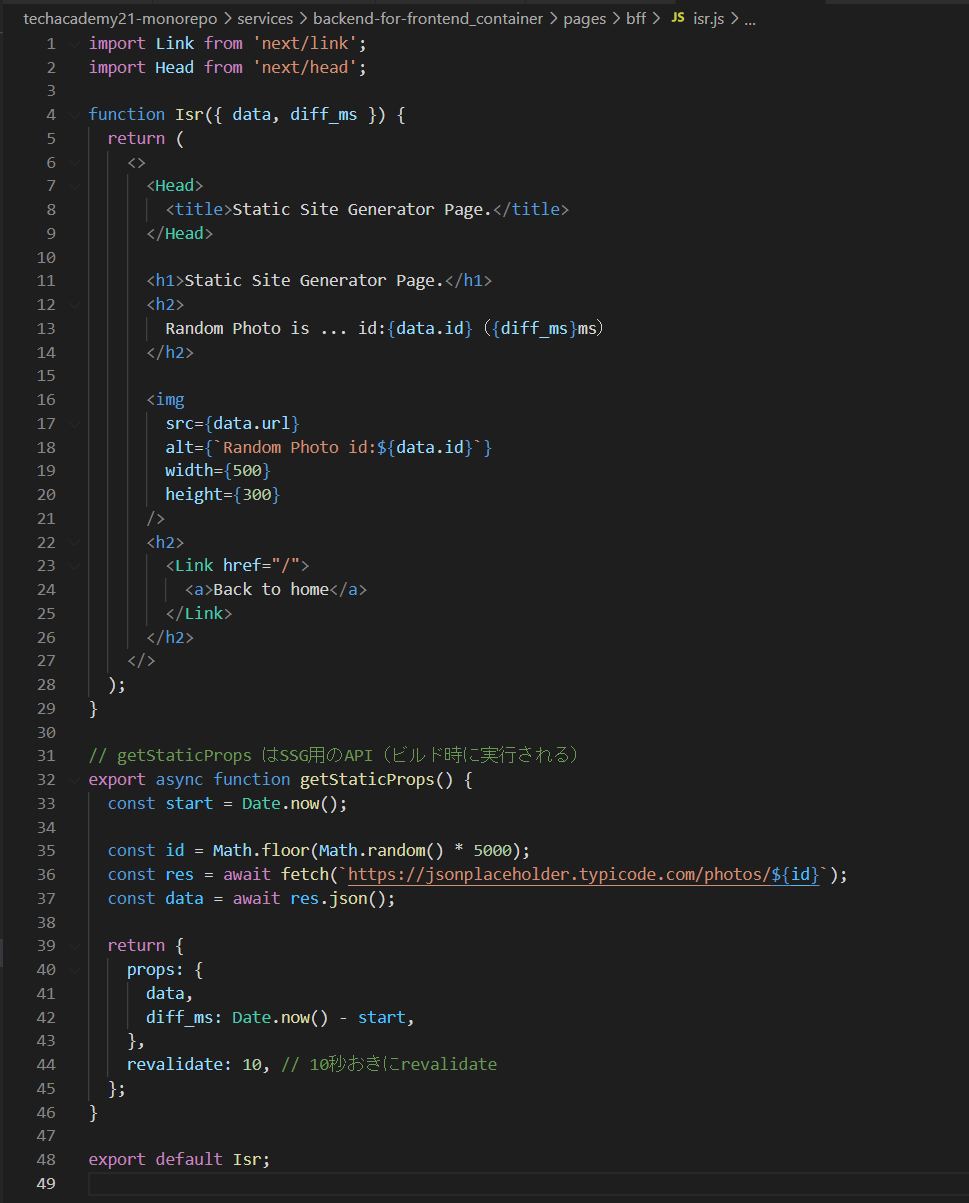 techacademy21-monorepo > services > backend-for-frontend_container > pages > bff > JS isr.js > ...
1 import Link from 'next/link';
2 import Head from 'next/head';
3
4 function Isr({ data, diff_ms }) {
5   return (
6     <>
7       <Head>
8         <title>Static Site Generator Page.</title>
9       </Head>
10
11       <h1>Static Site Generator Page.</h1>
12       <h2>
13         Random Photo is ... id:{data.id}（{diff_ms}ms）
14       </h2>
15
16       <img
17         src={data.url}
18         alt={`Random Photo id:${data.id}`}
19         width={500}
20         height={300}
21       />
22       <h2>
23         <Link href="/">
24           <a>Back to home</a>
25         </Link>
26       </h2>
27     </>
28   );
29 }
30
31 // getStaticProps はSSG用のAPI（ビルド時に実行される）
32 export async function getStaticProps() {
33   const start = Date.now();
34
35   const id = Math.floor(Math.random() * 5000);
36   const res = await fetch(`https://jsonplaceholder.typicode.com/photos/${id}`);
37   const data = await res.json();
38
39   return {
40     props: {
41       data,
42       diff_ms: Date.now() - start,
43     },
44     revalidate: 10, // 10秒おきにrevalidate
45   };
46 }
47
48 export default Isr;
49